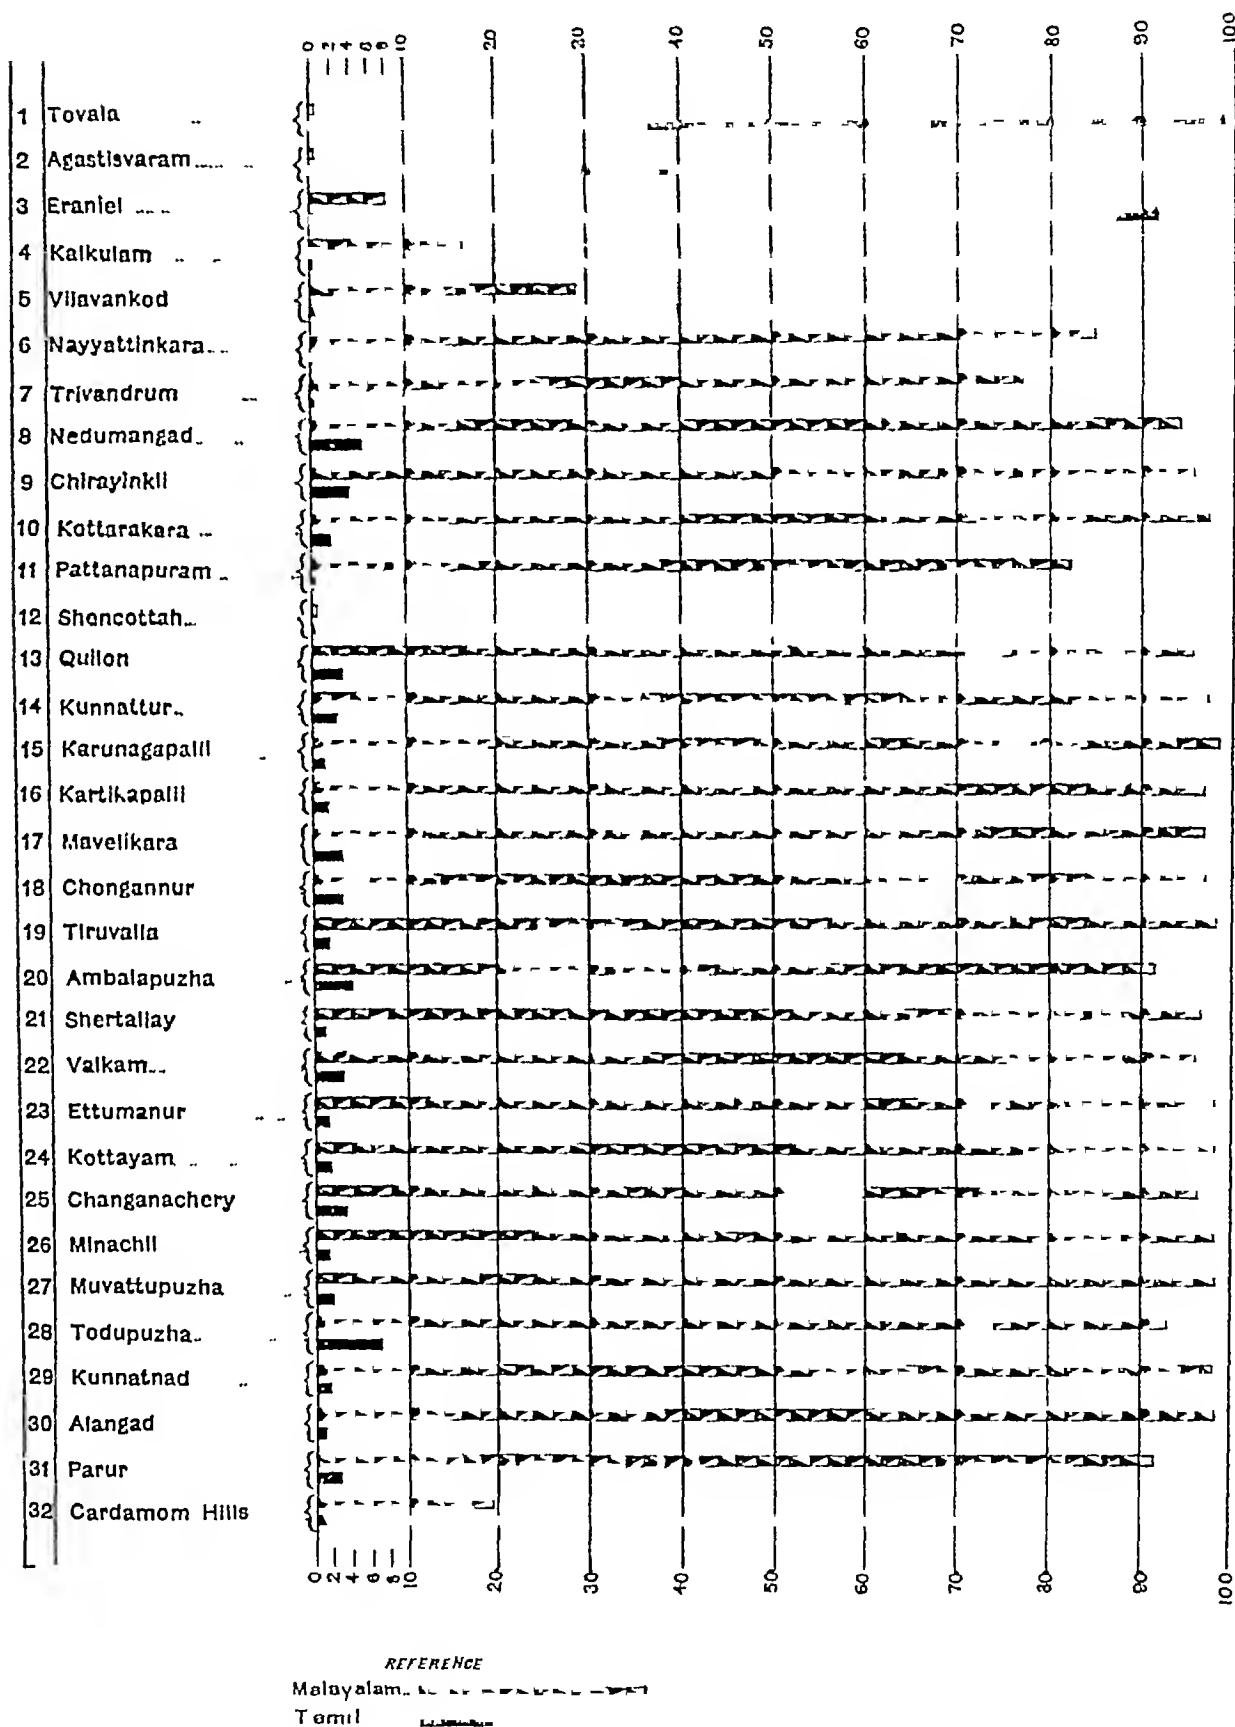 0 2 4 6 8 10 20 20 40 50 60 70 80 90 100
1 Tovala
2 Agastisvaram
3 Eraniel
4 Kalkulam
5 Vilavankod
6 Nayyattinkara
7 Trivandrum
8 Nedumangad
9 Chirayinkil
10 Kottarakara
11 Pattanapuram
12 Shencottah
13 Quilon
14 Kunnattur
15 Karunagapalli
16 Kartikapalli
17 Mavelikara
18 Chongannur
19 Tiruvalla
20 Ambalapuzha
21 Shertallay
22 Vaikam
23 Ettumanur
24 Kottayam
25 Changanachery
26 Minachil
27 Muvattupuzha
28 Todupuzha
29 Kunnatnad
30 Alangad
31 Parur
32 Cardamom Hills
0 2 4 6 8 10 20 30 40 50 60 70 80 90 100
REFERENCE
Malayalam
Tamil